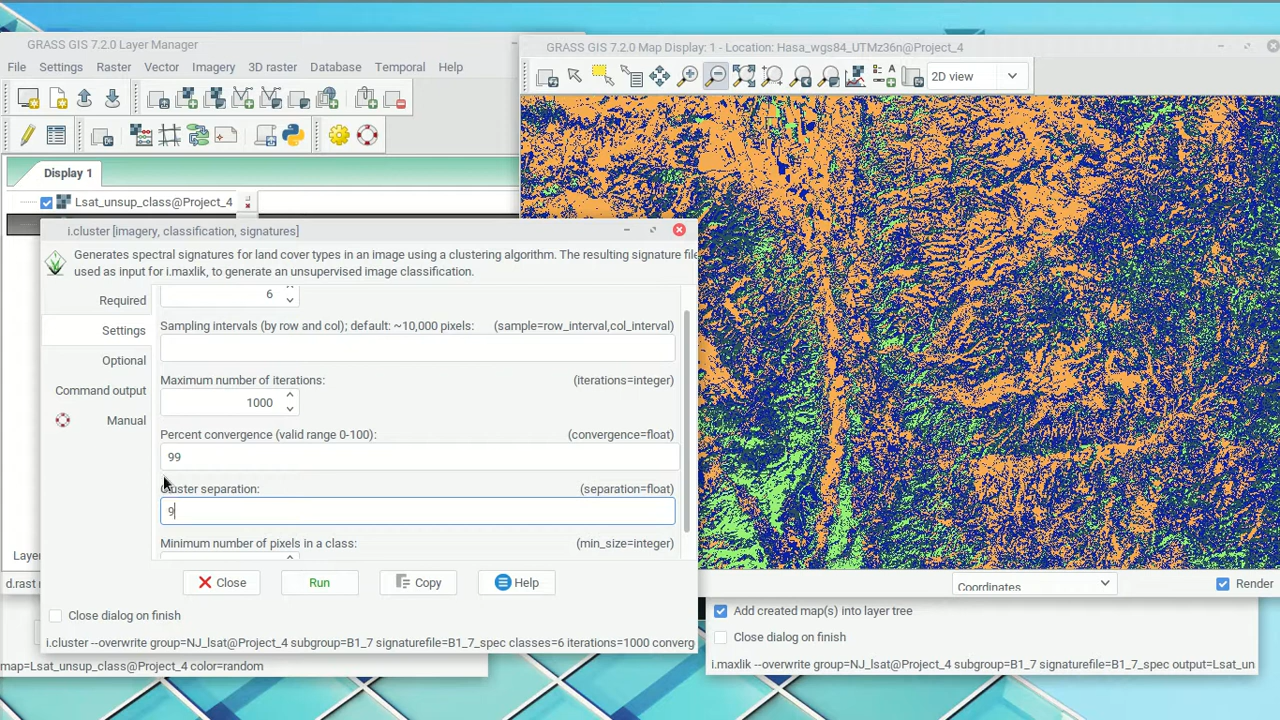 GRASS GIS 7.2.0 Layer Manager
GRASS GIS 7.2.0 Map Display: 1 - Location: Hasa_wgs84_UTMz36n@Project_4
File Settings Raster Vector Imagery 3D raster Database Temporal Help
2D view
Display 1
Lsat_unsup_class@Project_4
i.cluster [imagery, classification, signatures]
Generates spectral signatures for land cover types in an image using a clustering algorithm. The resulting signature file
used as input for i.maxlik, to generate an unsupervised image classification.
Required
6
Settings
Sampling intervals (by row and col); default: ~10,000 pixels: (sample=row_interval,col_interval)
Optional
Maximum number of iterations: (iterations=integer)
Command output
1000
Manual
Percent convergence (valid range 0-100): (convergence=float)
99
Cluster separation: (separation=float)
9
Minimum number of pixels in a class: (min_size=integer)
Layer
d.rast
Close Run Copy Help
Coordinates
Render
Close dialog on finish
Add created map(s) into layer tree
Close dialog on finish
i.cluster --overwrite group=NJ_lsat@Project_4 subgroup=B1_7 signaturefile=B1_7_spec classes=6 iterations=1000 converg
map=Lsat_unsup_class@Project_4 color=random
i.maxlik --overwrite group=NJ_lsat@Project_4 subgroup=B1_7 signaturefile=B1_7_spec output=Lsat_un